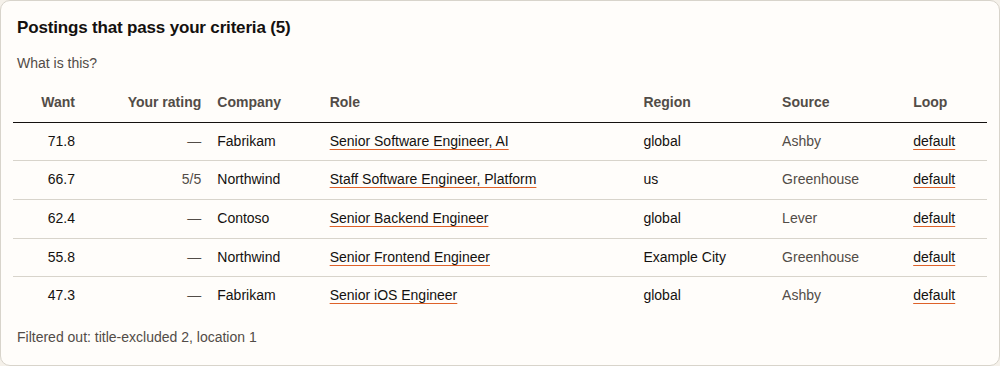 Postings that pass your criteria (5)
What is this?
Want Your rating Company Role Region Source Loop
71.8 — Fabrikam Senior Software Engineer, AI global Ashby default
66.7 5/5 Northwind Staff Software Engineer, Platform us Greenhouse default
62.4 — Contoso Senior Backend Engineer global Lever default
55.8 — Northwind Senior Frontend Engineer Example City Greenhouse default
47.3 — Fabrikam Senior iOS Engineer global Ashby default
Filtered out: title-excluded 2, location 1